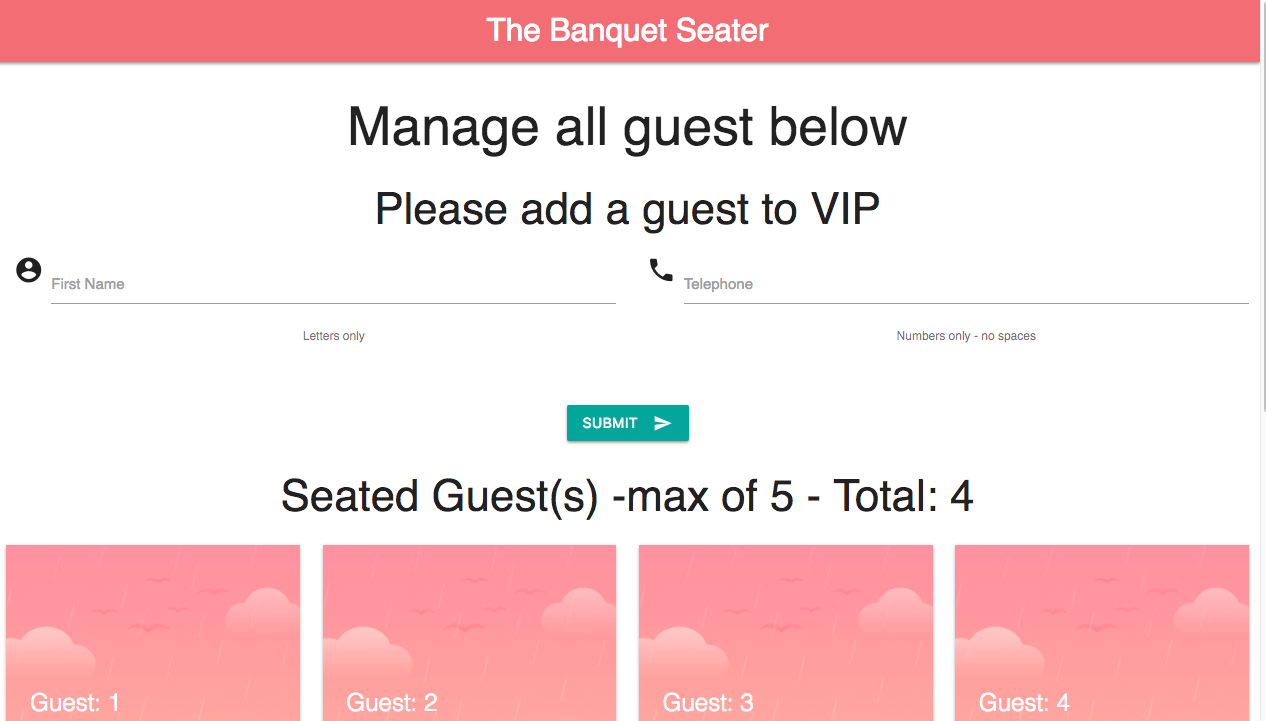 The Banquet Seater
Manage all guest below
Please add a guest to VIP
First Name
Telephone
Letters only
Numbers only - no spaces
SUBMIT
Seated Guest(s) -max of 5 - Total: 4
Guest: 1
Guest: 2
Guest: 3
Guest: 4